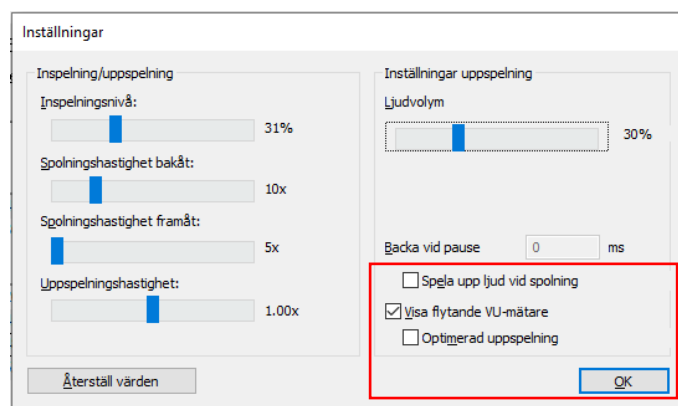 Inställningar
Inspelning/uppspelning
Inspelningsnivå:
31%
Spolningshastighet bakåt:
10x
Spolningshastighet framåt:
5x
Uppspelningshastighet:
1.00x
Återställ värden
Inställningar uppspelning
Ljudvolym
30%
Backa vid pause 0 ms
Spela upp ljud vid spolning
Visa flytande VU-mätare
Optimerad uppspelning
OK